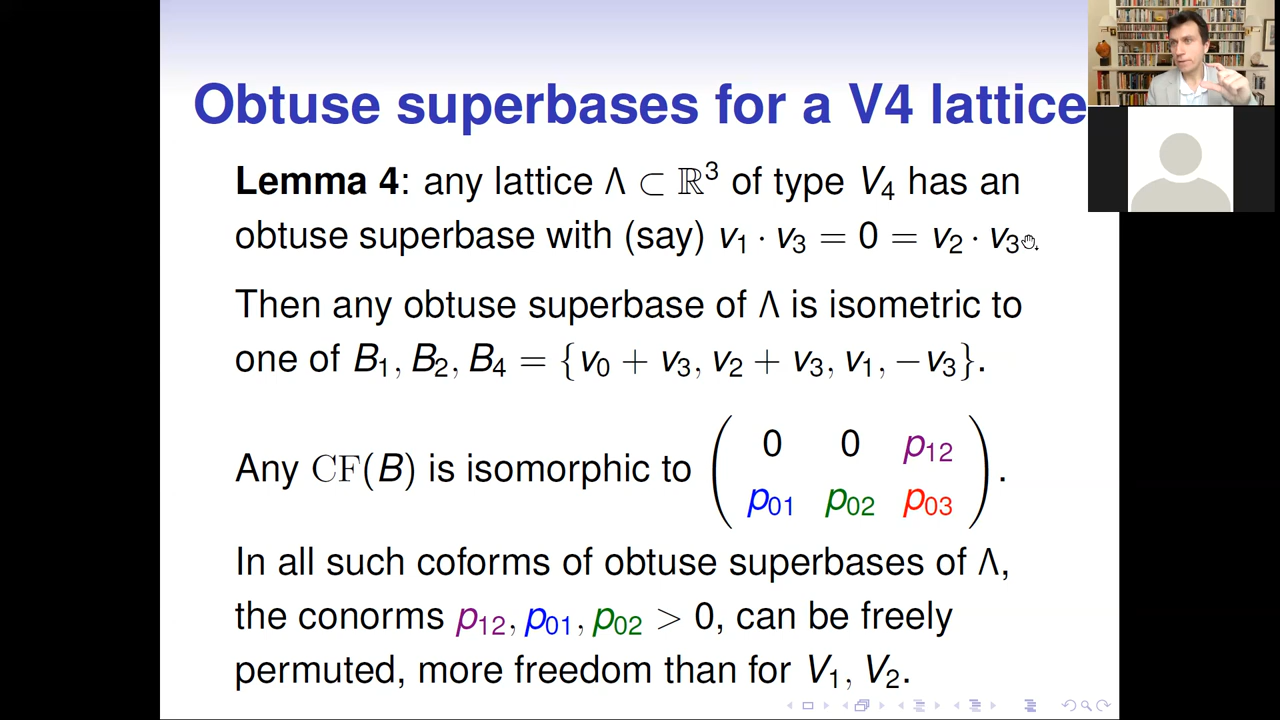 Obtuse superbases for a V4 lattice
Lemma 4: any lattice Λ ⊂ ℝ³ of type V₄ has an
obtuse superbase with (say) v₁ · v₃ = 0 = v₂ · v₃.
Then any obtuse superbase of Λ is isometric to
one of B₁, B₂, B₄ = {v₀ + v₃, v₂ + v₃, v₁, −v₃}.
Any CF(B) is isomorphic to ( 0 0 p₁₂
p₀₁ p₀₂ p₀₃ ).
In all such coforms of obtuse superbases of Λ,
the conorms p₁₂, p₀₁, p₀₂ > 0, can be freely
permuted, more freedom than for V₁, V₂.